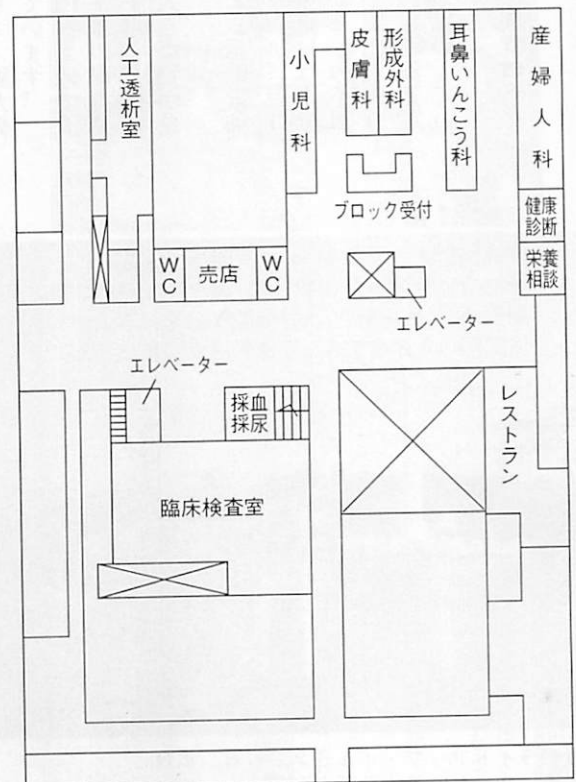 人工透析室
小児科
皮膚科
形成外科
耳鼻いんこう科
産婦人科
ブロック受付
健康
診断
栄養
相談
WC
売店
WC
エレベーター
エレベーター
採血
採尿
レストラン
臨床検査室